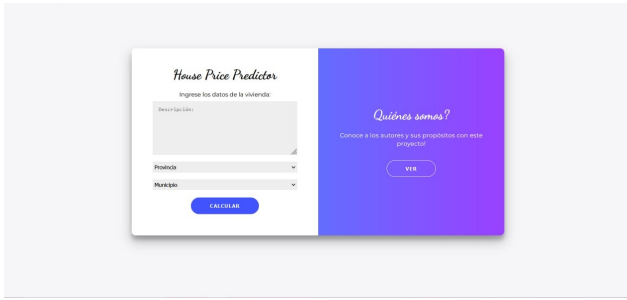 House Price Predictor
Ingrese los datos de la vivienda:
Descripción:
Provincia
Municipio
CALCULAR
Quiénes somos?
Conoce a los autores y sus propósitos con este
proyecto!
VER